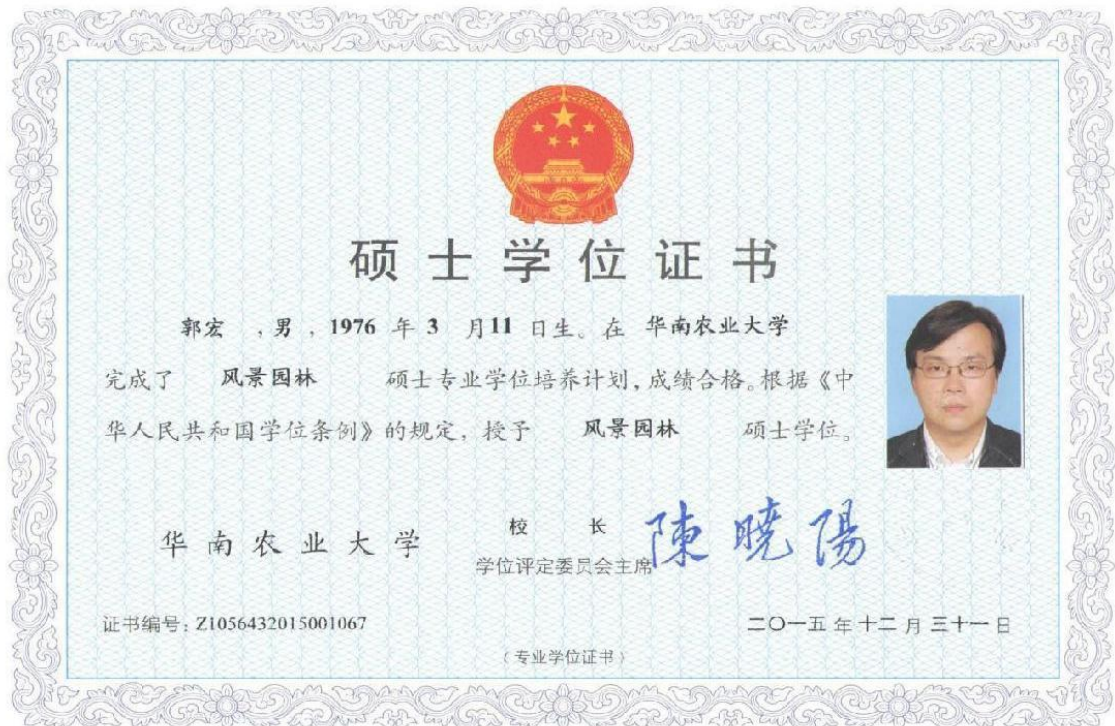 硕士学位证书
郭宏 ,男,1976 年 3 月11 日生。在 华南农业大学
完成了 风景园林 硕士专业学位培养计划,成绩合格。根据《中
华人民共和国学位条例》的规定,授予 风景园林 硕士学位。
华南农业大学
校长
学位评定委员会主席
陳曉陽
证书编号:Z1056432015001067
二〇一五年十二月三十一日
(专业学位证书)